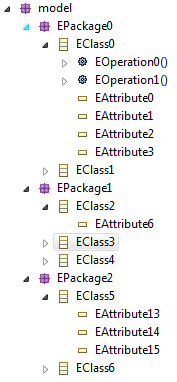 model
EPackage0
EClass0
EOperation0()
EOperation1()
EAttribute0
EAttribute1
EAttribute2
EAttribute3
EClass1
EPackage1
EClass2
EAttribute6
EClass3
EClass4
EPackage2
EClass5
EAttribute13
EAttribute14
EAttribute15
EClass6